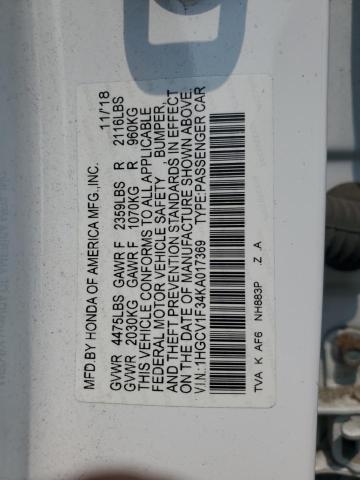 MFD.BY HONDA OF AMERICA MFG.,INC. 11/18
GVWR 4475LBS GAWR F 2359LBS R 2116LBS
GVWR 2030KG GAWR F 1070KG R 960KG
THIS VEHICLE CONFORMS TO ALL APPLICABLE
FEDERAL MOTOR VEHICLE SAFETY, BUMPER,
AND THEFT PREVENTION STANDARDS IN EFFECT
ON THE DATE OF MANUFACTURE SHOWN ABOVE.
V.I.N.:1HGCV1F34KA017369 TYPE:PASSENGER CAR
TVA K AF6 NH883P .Z A